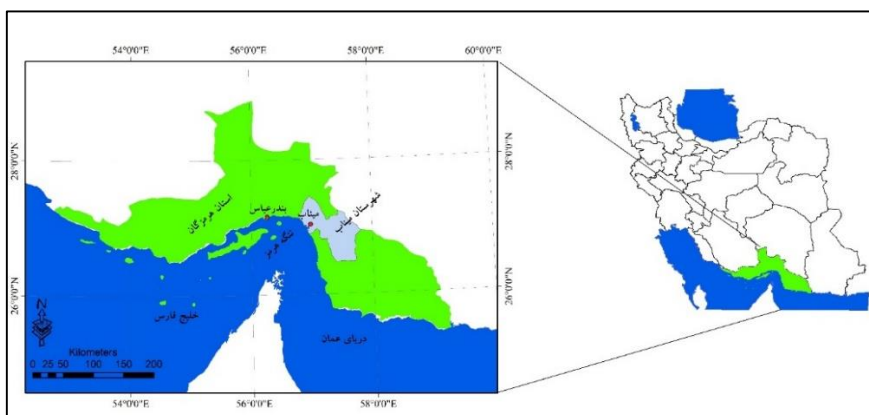 54°0'0"E 56°0'0"E 58°0'0"E 60°0'0"E
28°0'0"N 28°0'0"N
استان هرمزگان
بندرعباس
میناب
شهرستان میناب
تنگه هرمز
26°0'0"N 26°0'0"N
خلیج فارس
دریای عمان
N
Kilometers
0 25 50 100 150 200
54°0'0"E 56°0'0"E 58°0'0"E